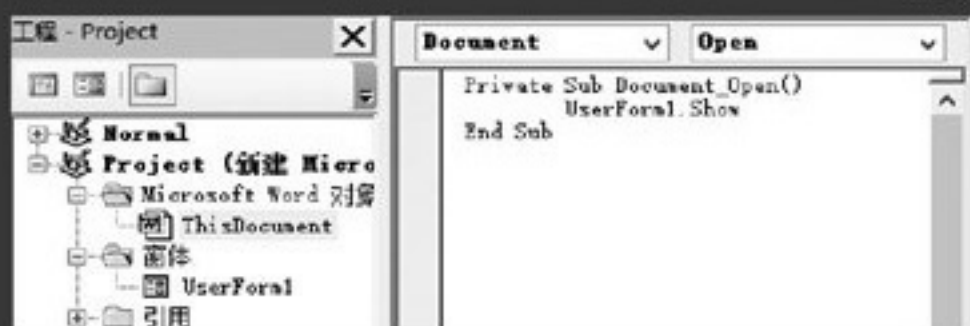 工程 - Project
Normal
Project (新建 Micro
Microsoft Word 对象
ThisDocument
窗体
UserForm1
引用
Document
Open
Private Sub Document_Open()
UserForm1.Show
End Sub